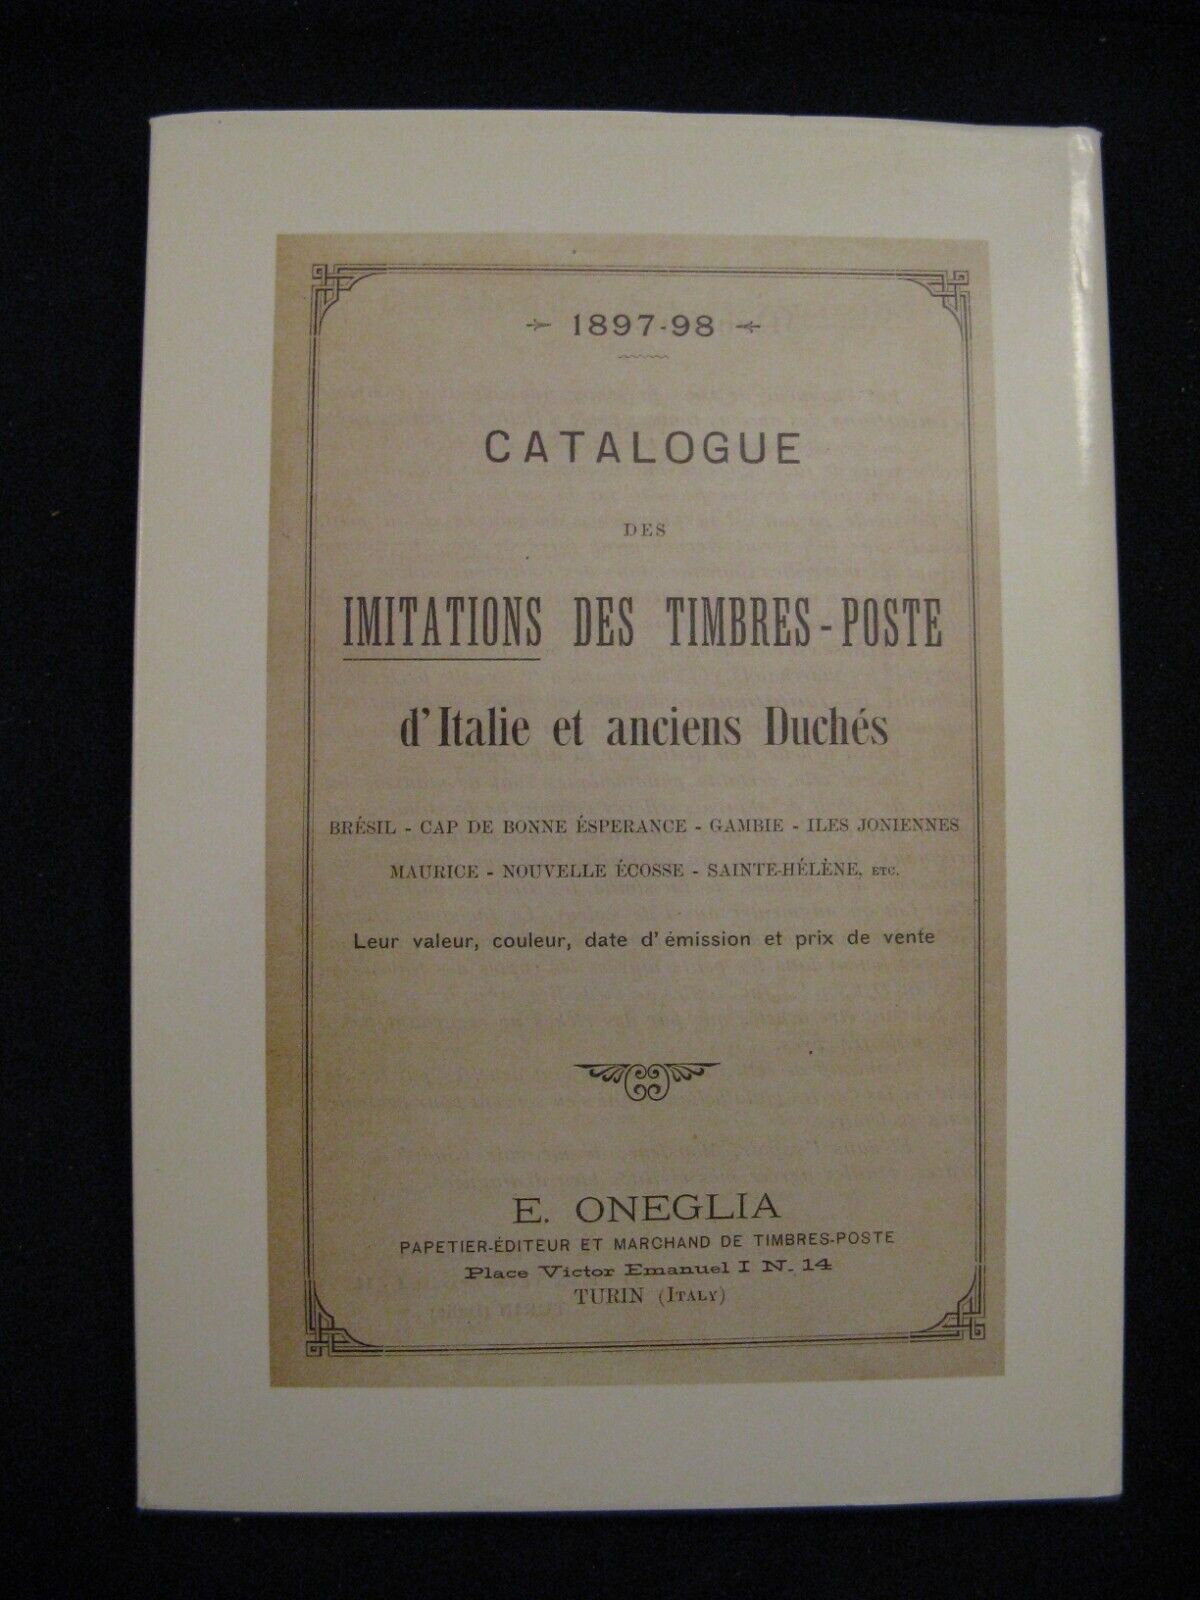 1897-98
CATALOGUE
DES
IMITATIONS DES TIMBRES-POSTE
d'Italie et anciens Duchés
BRÉSIL - CAP DE BONNE ÉSPERANCE - GAMBIE - ILES JONIENNES
MAURICE - NOUVELLE ÉCOSSE - SAINTE-HÉLÈNE, ETC.
Leur valeur, couleur, date d'émission et prix de vente
E. ONEGLIA
PAPETIER-ÉDITEUR ET MARCHAND DE TIMBRES-POSTE
Place Victor Emanuel I N. 14
TURIN (ITALY)